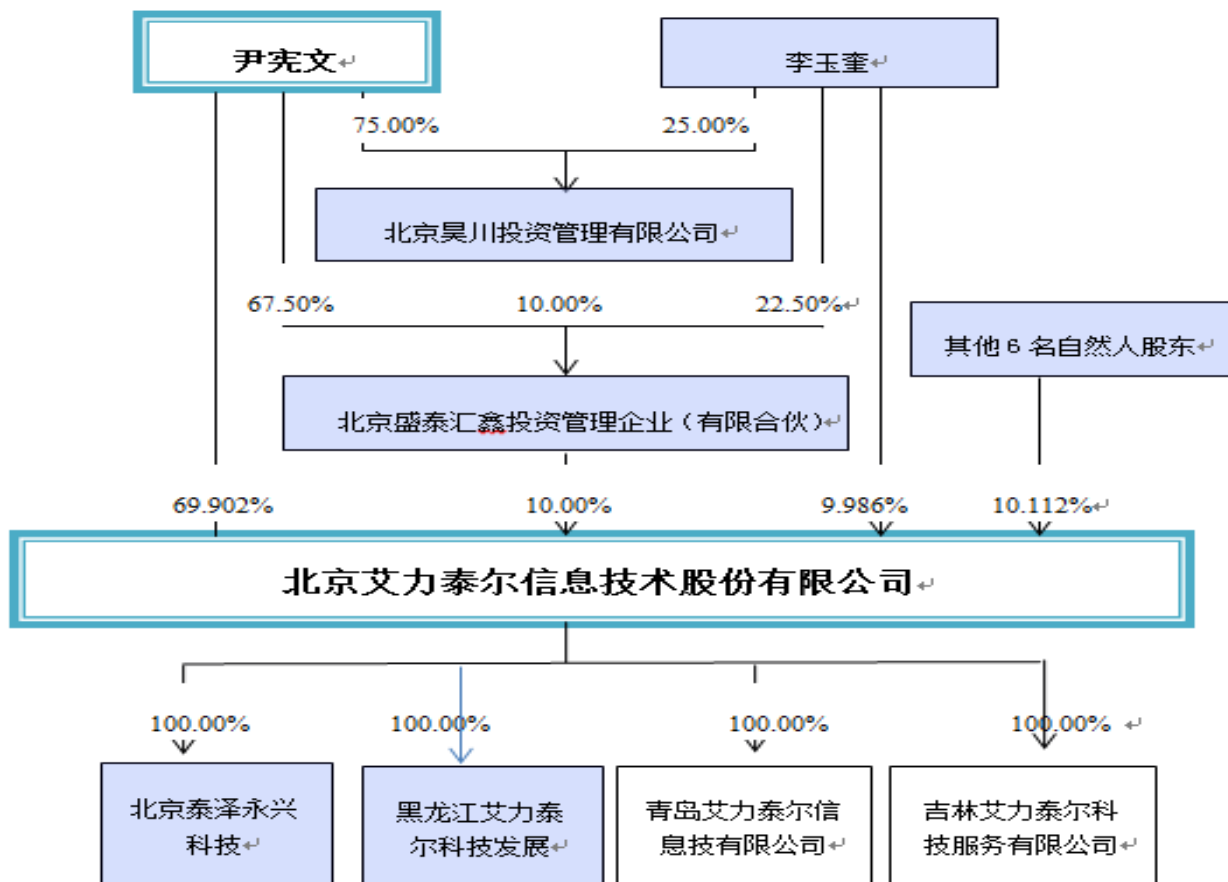 尹宪文
李玉奎
75.00%
25.00%
北京昊川投资管理有限公司
67.50%
10.00%
22.50%
其他6名自然人股东
北京盛泰汇鑫投资管理企业（有限合伙）
69.902%
10.00%
9.986%
10.112%
北京艾力泰尔信息技术股份有限公司
100.00%
100.00%
100.00%
100.00%
北京泰泽永兴
科技
黑龙江艾力泰
尔科技发展
青岛艾力泰尔信
息技有限公司
吉林艾力泰尔科
技服务有限公司